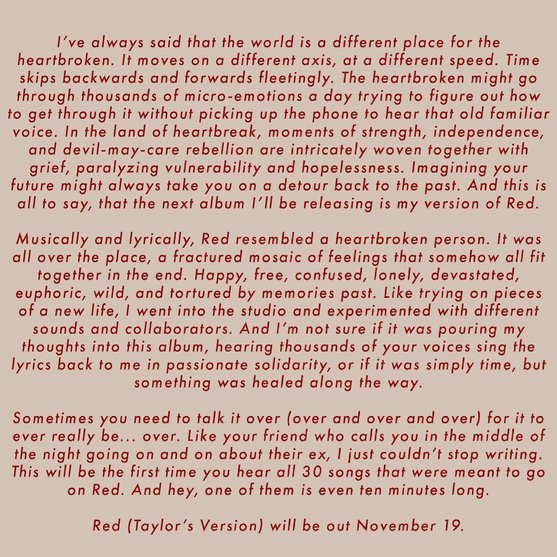 I've always said that the world is a different place for the
heartbroken. It moves on a different axis, at a different speed. Time
skips backwards and forwards fleetingly. The heartbroken might go
through thousands of micro-emotions a day trying to figure out how
to get through it without picking up the phone to hear that old familiar
voice. In the land of heartbreak, moments of strength, independence,
and devil-may-care rebellion are intricately woven together with
grief, paralyzing vulnerability and hopelessness. Imagining your
future might always take you on a detour back to the past. And this is
all to say, that the next album I'll be releasing is my version of Red.
Musically and lyrically, Red resembled a heartbroken person. It was
all over the place, a fractured mosaic of feelings that somehow all fit
together in the end. Happy, free, confused, lonely, devastated,
euphoric, wild, and tortured by memories past. Like trying on pieces
of a new life, I went into the studio and experimented with different
sounds and collaborators. And I'm not sure if it was pouring my
thoughts into this album, hearing thousands of your voices sing the
lyrics back to me in passionate solidarity, or if it was simply time, but
something was healed along the way.
Sometimes you need to talk it over (over and over and over) for it to
ever really be... over. Like your friend who calls you in the middle of
the night going on and on about their ex, I just couldn't stop writing.
This will be the first time you hear all 30 songs that were meant to go
on Red. And hey, one of them is even ten minutes long.
Red (Taylor's Version) will be out November 19.